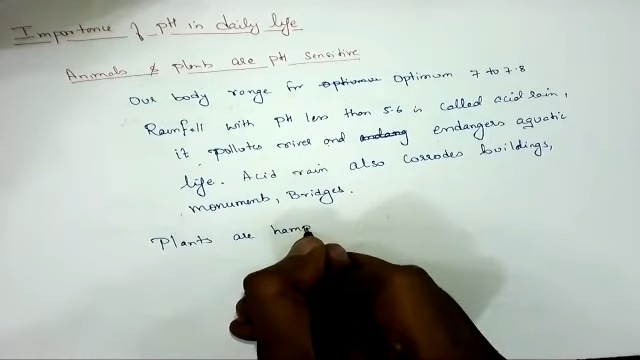 Importance of pH in daily life
Animals & plants are pH sensitive
Our body range for optimum Optimum 7 to 7.8
Rainfall with pH less than 5.6 is called acid rain,
it pollutes river and endang endangers aquatic
life. Acid rain also corrodes buildings,
monuments, Bridges.
Plants are hamp